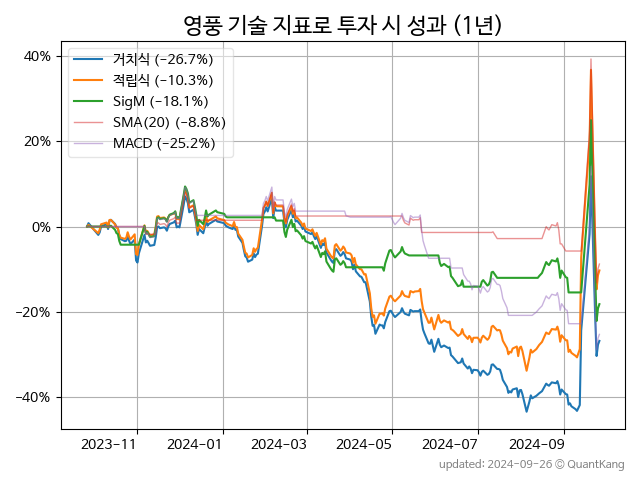 영풍 기술 지표로 투자 시 성과 (1년)
거치식 (−26.7%)
적립식 (−10.3%)
SigM (−18.1%)
SMA(20) (−8.8%)
MACD (−25.2%)
40%
20%
0%
−20%
−40%
2023-11 2024-01 2024-03 2024-05 2024-07 2024-09
updated: 2024-09-26 © QuantKang